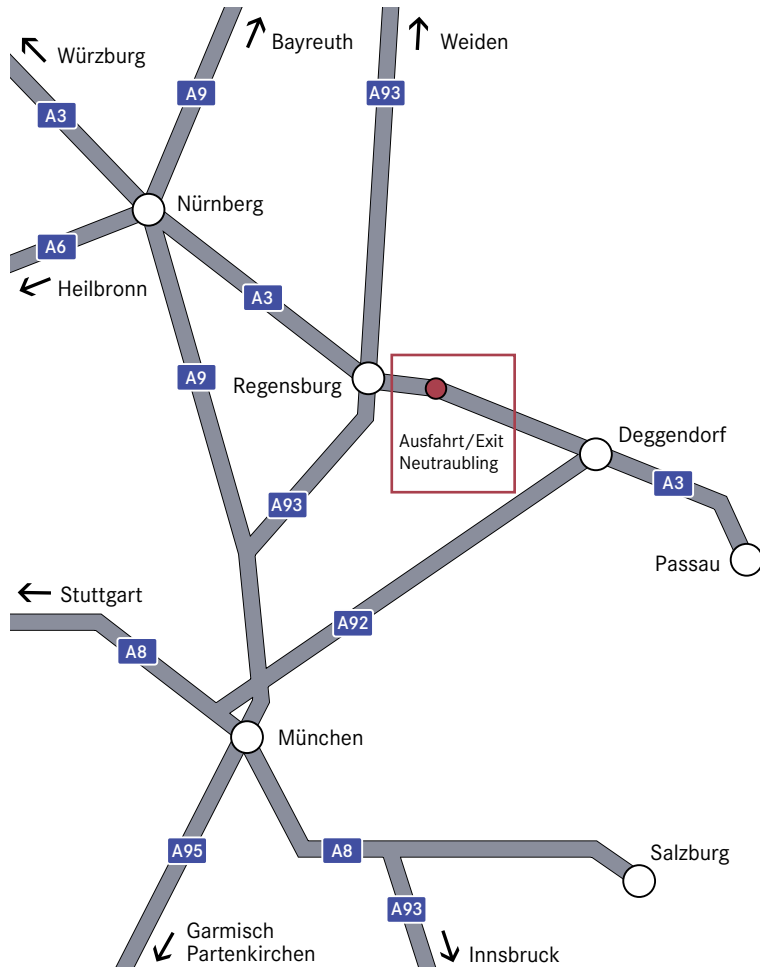 Würzburg
Bayreuth
Weiden
A3
A9
A93
Nürnberg
A6
Heilbronn
A3
A9
Regensburg
Ausfahrt/Exit
Neutraubling
Deggendorf
A3
A93
Passau
Stuttgart
A8
A92
München
A95
A8
Salzburg
A93
Garmisch
Partenkirchen
Innsbruck